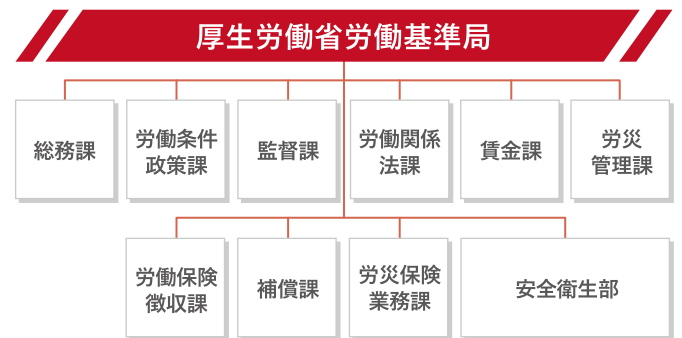 厚生労働省労働基準局
総務課
労働条件
政策課
監督課
労働関係
法課
賃金課
労災
管理課
労働保険
徴収課
補償課
労災保険
業務課
安全衛生部